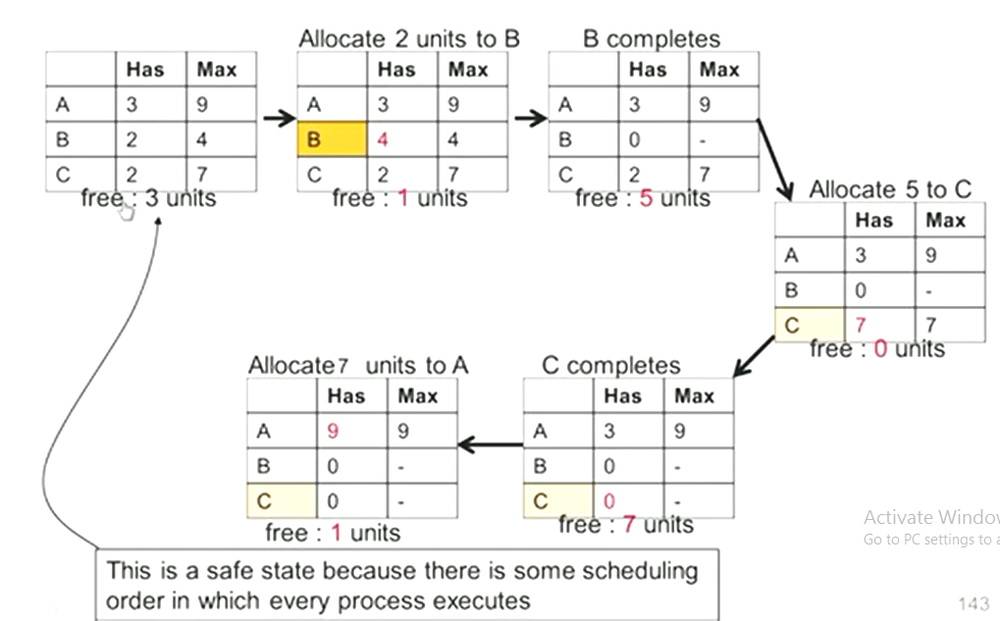 Has Max
A 3 9
B 2 4
C 2 7
free : 3 units
Allocate 2 units to B
Has Max
A 3 9
B 4 4
C 2 7
free : 1 units
B completes
Has Max
A 3 9
B 0 -
C 2 7
free : 5 units
Allocate 5 to C
Has Max
A 3 9
B 0 -
C 7 7
free : 0 units
C completes
Has Max
A 3 9
B 0 -
C 0 -
free : 7 units
Allocate7 units to A
Has Max
A 9 9
B 0 -
C 0 -
free : 1 units
This is a safe state because there is some scheduling
order in which every process executes
Activate Windo
Go to PC settings to a
143